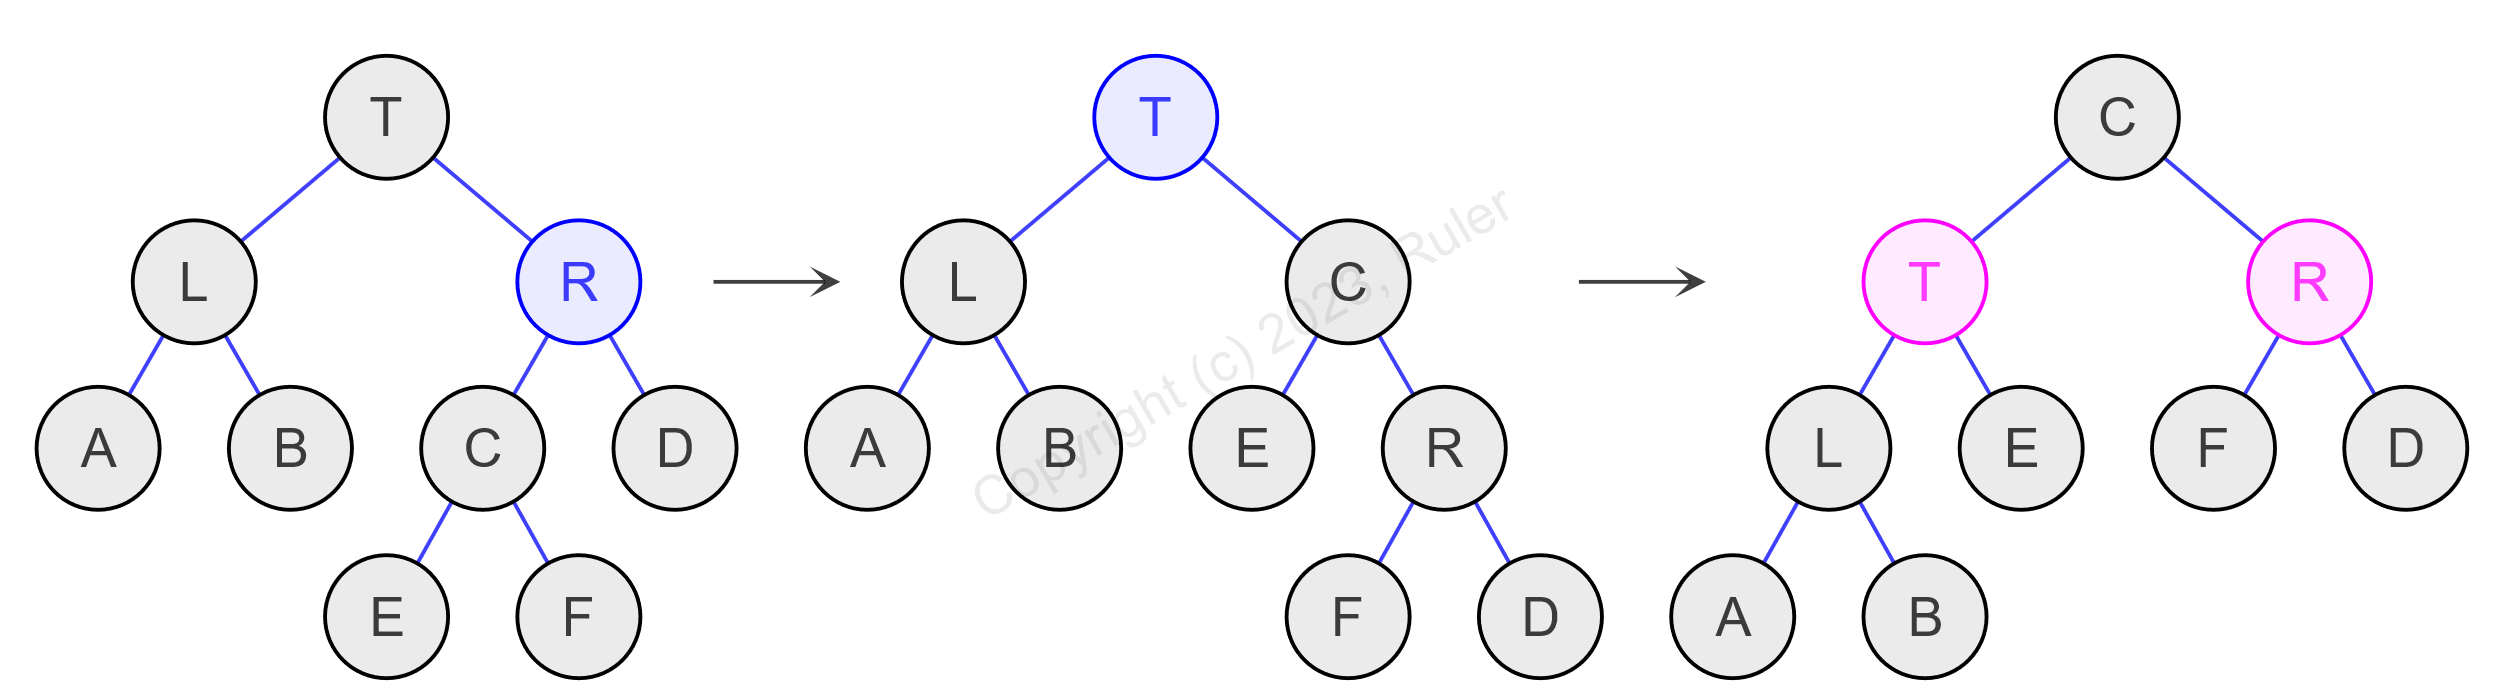 T T C
L R L C T R
A B C D A B E R L E F D
E F F D A B
Copyright (c) 2023, Ruler